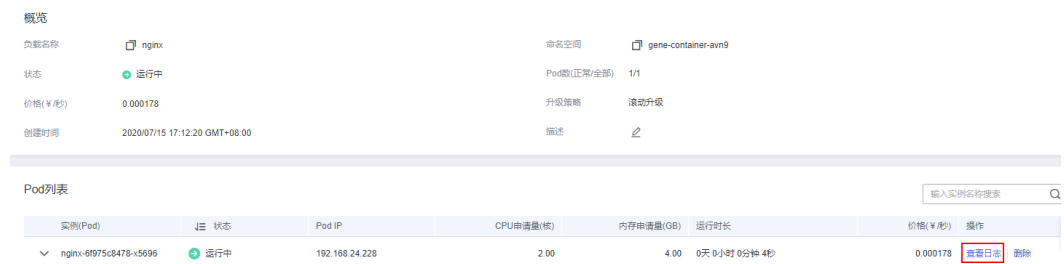 概览
负载名称 nginx 命名空间 gene-container-avn9
状态 运行中 Pod数(正常/全部) 1/1
价格(¥/秒) 0.000178 升级策略 滚动升级
创建时间 2020/07/15 17:12:20 GMT+08:00 描述
Pod列表 输入实例名称搜索
实例(Pod) 状态 Pod IP CPU申请量(核) 内存申请量(GB) 运行时长 价格(¥/秒) 操作
nginx-6f975c8478-x5696 运行中 192.168.24.228 2.00 4.00 0天 0小时 0分钟 4秒 0.000178 查看日志 删除